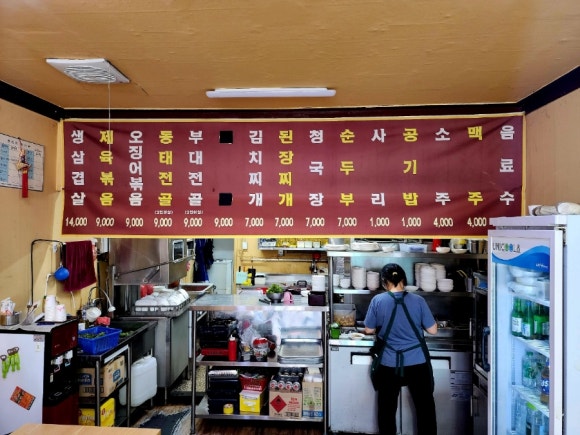 생삼겹살 14,000
제육볶음 9,000
오징어볶음 9,000
동태전골 9,000
부대전골 9,000
9,000
김치찌개 7,000
된장찌개 7,000
청국장 7,000
순두부 7,000
사리 1,000
공기밥 1,000
소주 4,000
맥주 4,000
음료수